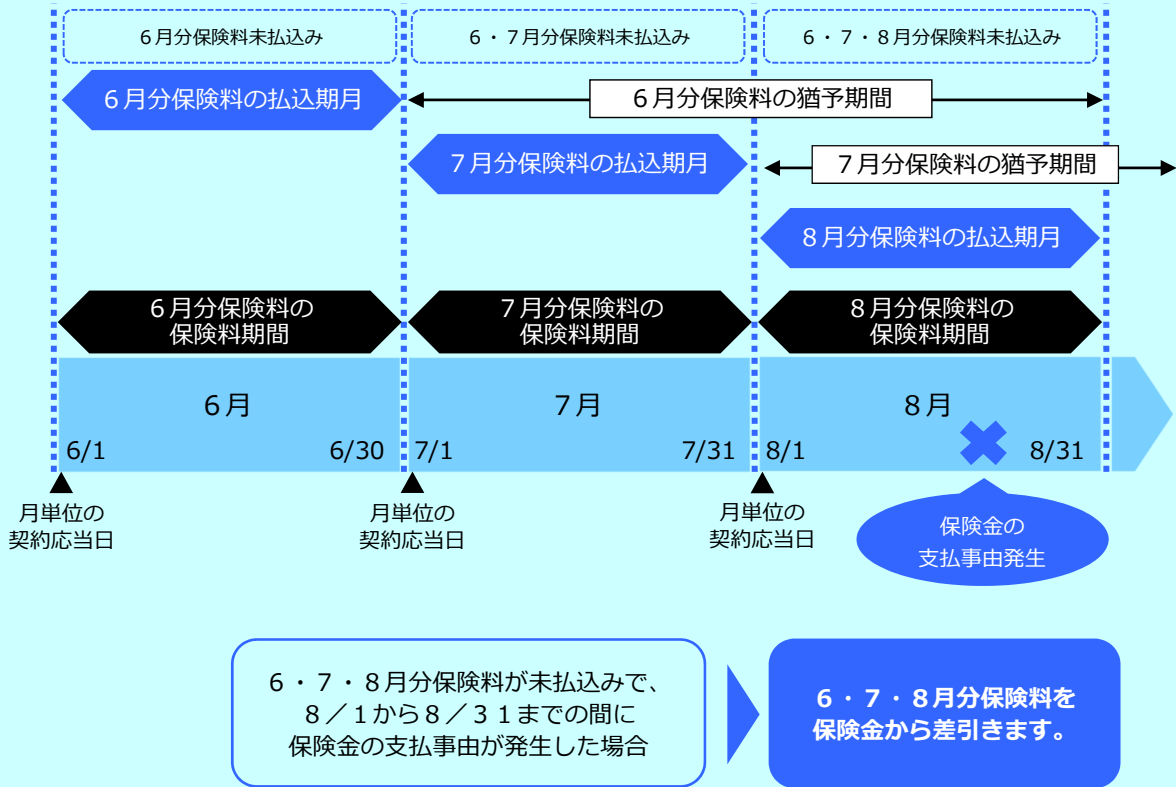 6月分保険料未払込み
6・7月分保険料未払込み
6・7・8月分保険料未払込み
6月分保険料の払込期月
6月分保険料の猶予期間
7月分保険料の払込期月
7月分保険料の猶予期間
8月分保険料の払込期月
6月分保険料の
保険料期間
7月分保険料の
保険料期間
8月分保険料の
保険料期間
6月
7月
8月
6/1
6/30
7/1
7/31
8/1
8/31
月単位の
契約応当日
月単位の
契約応当日
月単位の
契約応当日
保険金の
支払事由発生
6・7・8月分保険料が未払込みで、
8/1から8/31までの間に
保険金の支払事由が発生した場合
6・7・8月分保険料を
保険金から差引きます。